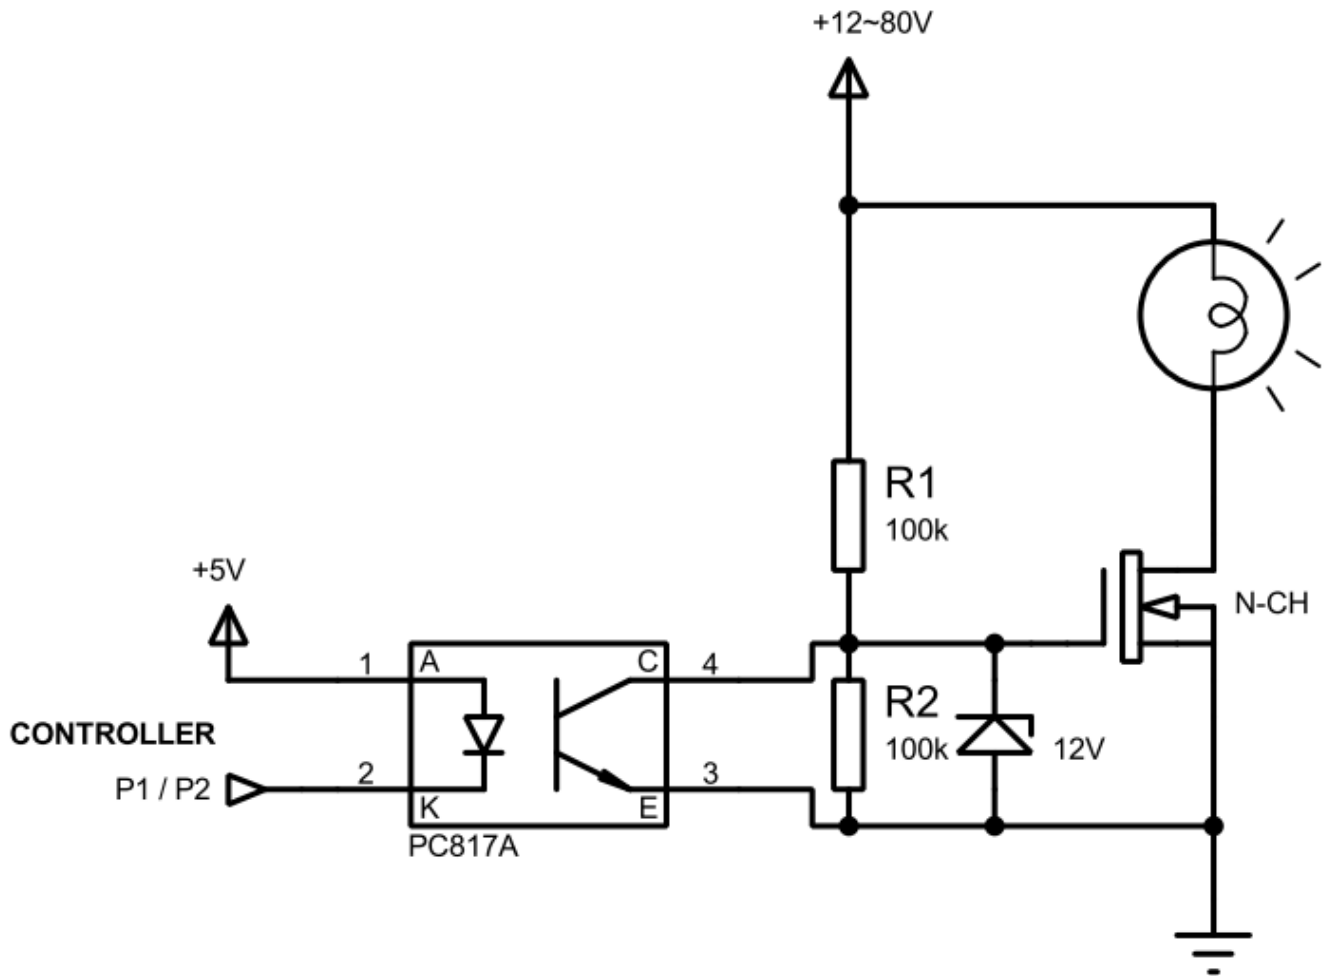 +12~80V
R1
100k
+5V
N-CH
1
A
C
4
R2
100k
12V
CONTROLLER
P1 / P2
2
K
E
3
PC817A